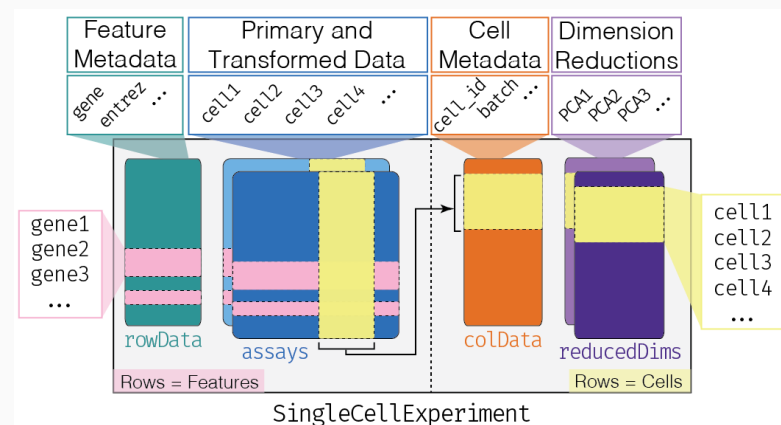 Feature
Metadata
Primary and
Transformed Data
Cell
Metadata
Dimension
Reductions
gene
entrez
...
cell1
cell2
cell3
cell4
...
cell_id
batch
...
PCA1
PCA2
PCA3
...
gene1
gene2
gene3
...
cell1
cell2
cell3
cell4
...
rowData
assays
colData
reducedDims
Rows = Features
Rows = Cells
SingleCellExperiment